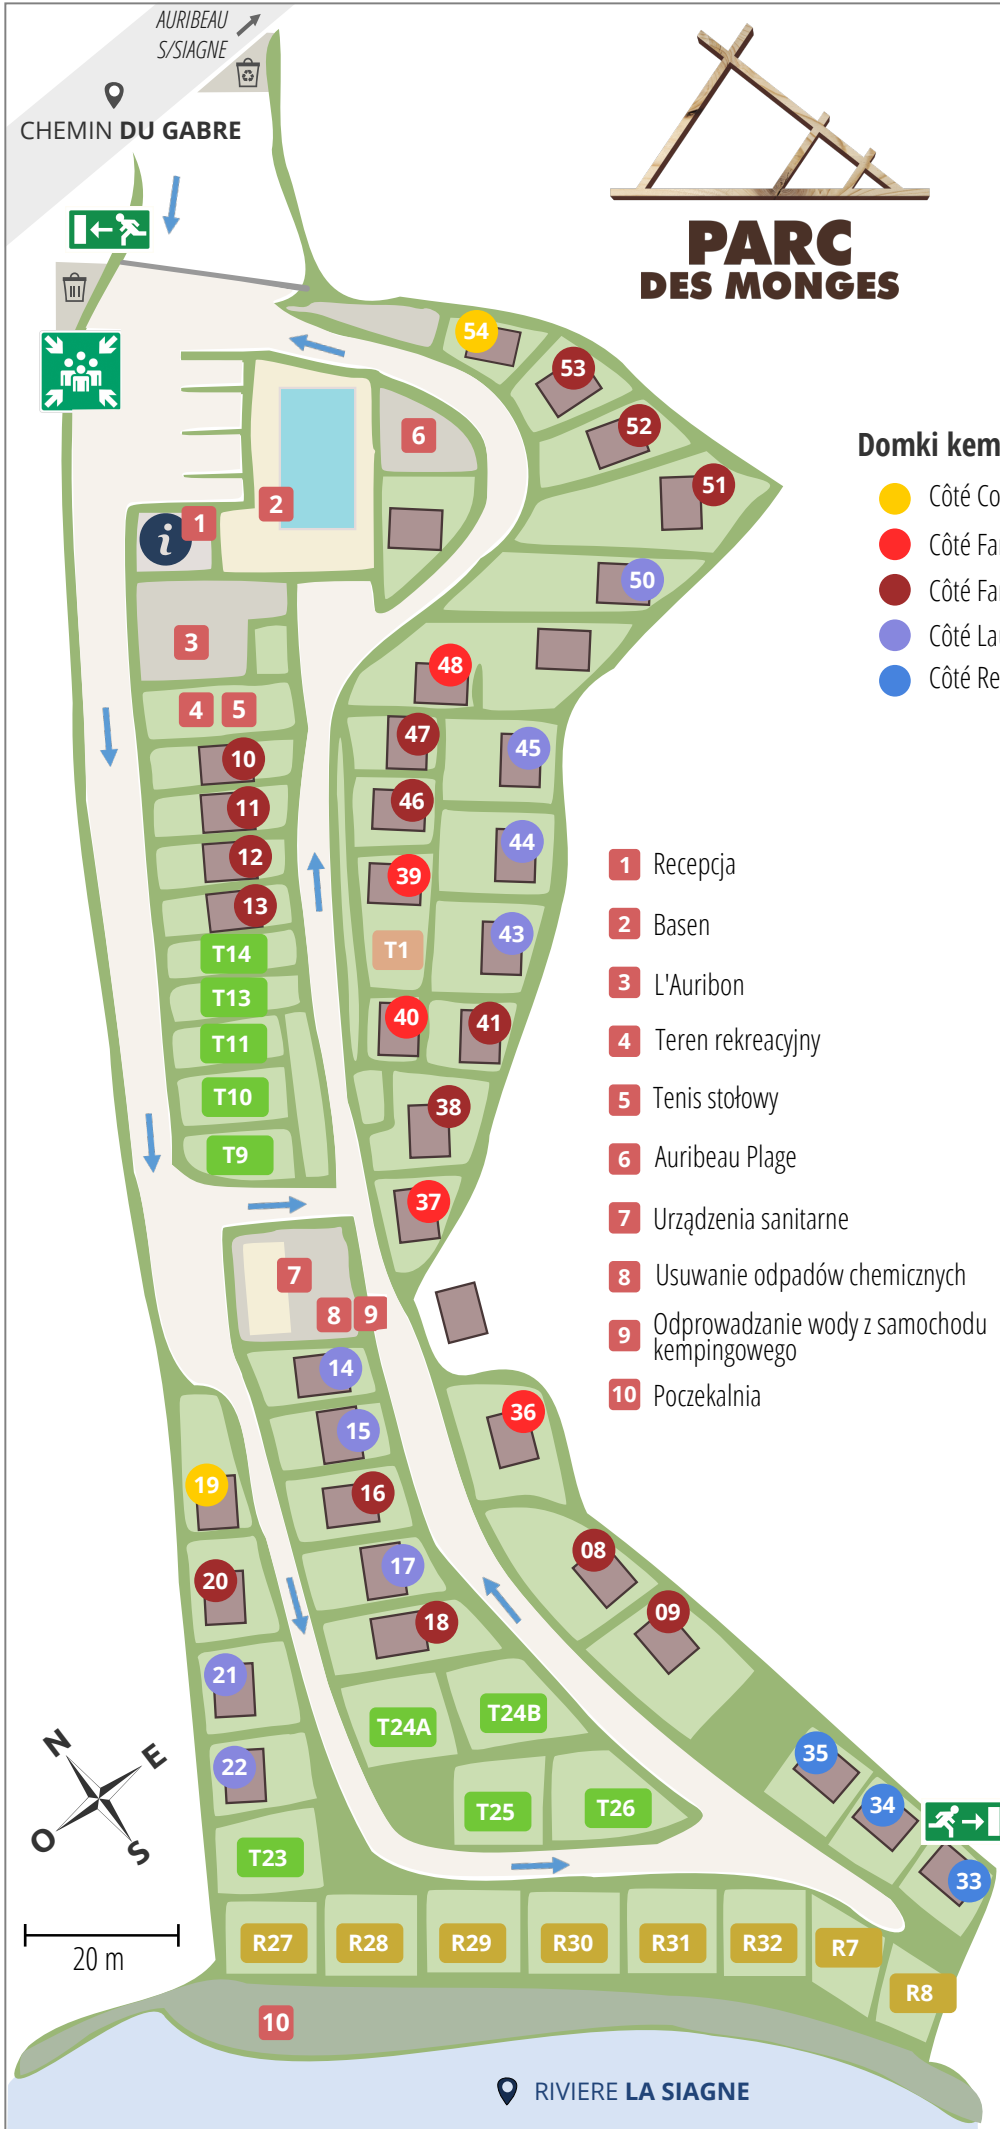 AURIBEAU
S/SIAGNE
CHEMIN DU GABRE
PARC
DES MONGES
54
53
52
51
50
6
2
1
i
3
4 5
48
47
45
46
44
39
43
T1
40
41
38
37
10
11
12
13
T14
T13
T11
T10
T9
7
8 9
14
15
16
17
18
19
20
21
22
T23
T24A
T24B
T25
T26
36
08
09
35
34
33
R27
R28
R29
R30
R31
R32
R7
R8
10
Domki kem
Côté Co
Côté Fa
Côté Fa
Côté La
Côté Re
1 Recepcja
2 Basen
3 L'Auribon
4 Teren rekreacyjny
5 Tenis stołowy
6 Auribeau Plage
7 Urządzenia sanitarne
8 Usuwanie odpadów chemicznych
9 Odprowadzanie wody z samochodu
kempingowego
10 Poczekalnia
N
E
O
S
20 m
RIVIERE LA SIAGNE